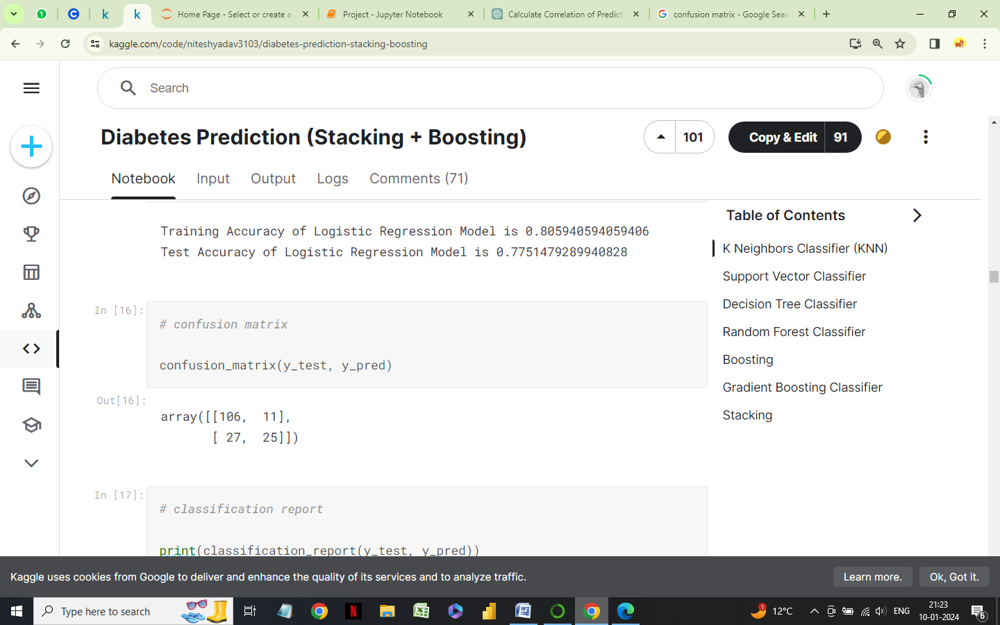 Home Page - Select or create a
Project - Jupyter Notebook
Calculate Correlation of Predicti
confusion matrix - Google Sear
kaggle.com/code/niteshyadav3103/diabetes-prediction-stacking-boosting
Search
Diabetes Prediction (Stacking + Boosting)
101
Copy & Edit 91
Notebook Input Output Logs Comments (71)
Training Accuracy of Logistic Regression Model is 0.805940594059406
Test Accuracy of Logistic Regression Model is 0.7751479289940828
In [16]:
# confusion matrix
confusion_matrix(y_test, y_pred)
Out[16]:
array([[106, 11],
[ 27, 25]])
In [17]:
# classification report
print(classification_report(y_test, y_pred))
Table of Contents
K Neighbors Classifier (KNN)
Support Vector Classifier
Decision Tree Classifier
Random Forest Classifier
Boosting
Gradient Boosting Classifier
Stacking
Kaggle uses cookies from Google to deliver and enhance the quality of its services and to analyze traffic.
Learn more.
Ok, Got it.
Type here to search
12°C
ENG
21:23
10-01-2024
6